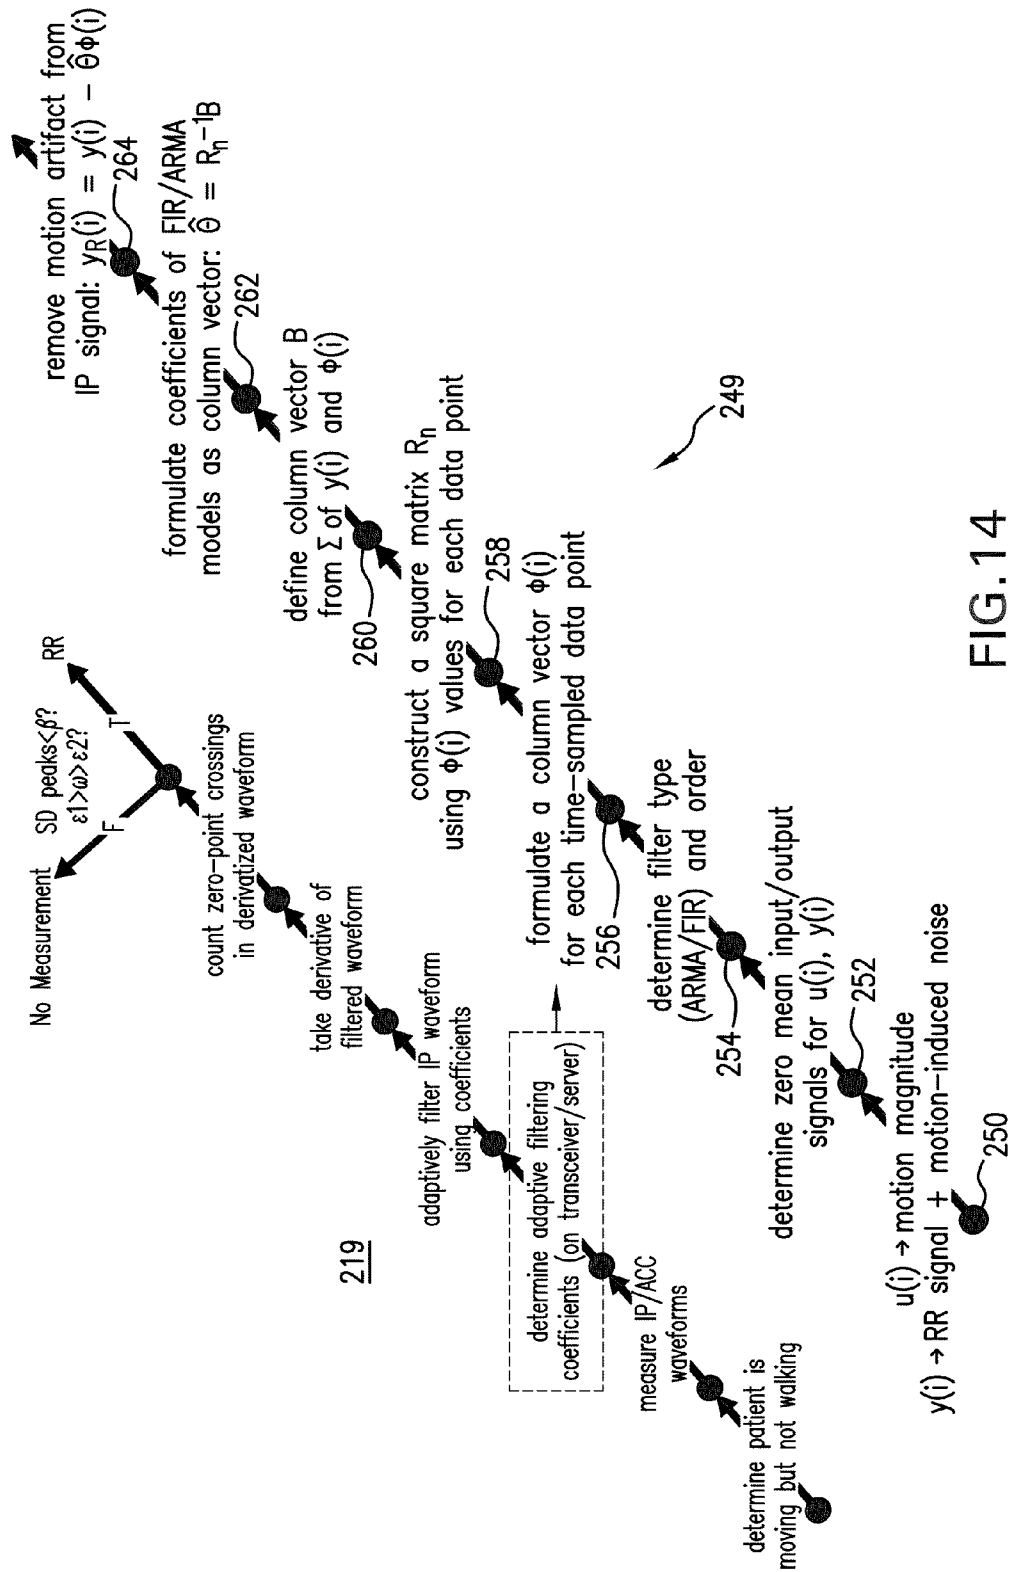 219
determine patient is
moving but not walking
measure IP/ACC
waveforms
determine adaptive filtering
coefficients (on transceiver/server)
adaptively filter IP waveform
using coefficients
take derivative of
filtered waveform
count zero-point crossings
in derivatized waveform
SD peaks<β?
ε1>ω>ε2?
F
T
No Measurement
RR
249
250
u(i) → motion magnitude
y(i) → RR signal + motion-induced noise
252
determine zero mean input/output
signals for u(i), y(i)
254
determine filter type
(ARMA/FIR) and order
256
formulate a column vector ϕ(i)
for each time-sampled data point
258
construct a square matrix Rn
using ϕ(i) values for each data point
260
define column vector B
from Σ of y(i) and ϕ(i)
262
formulate coefficients of FIR/ARMA
models as column vector: Θ̂ = Rn⁻¹B
264
remove motion artifact from
IP signal: yR(i) = y(i) − Θ̂ϕ(i)
FIG.14